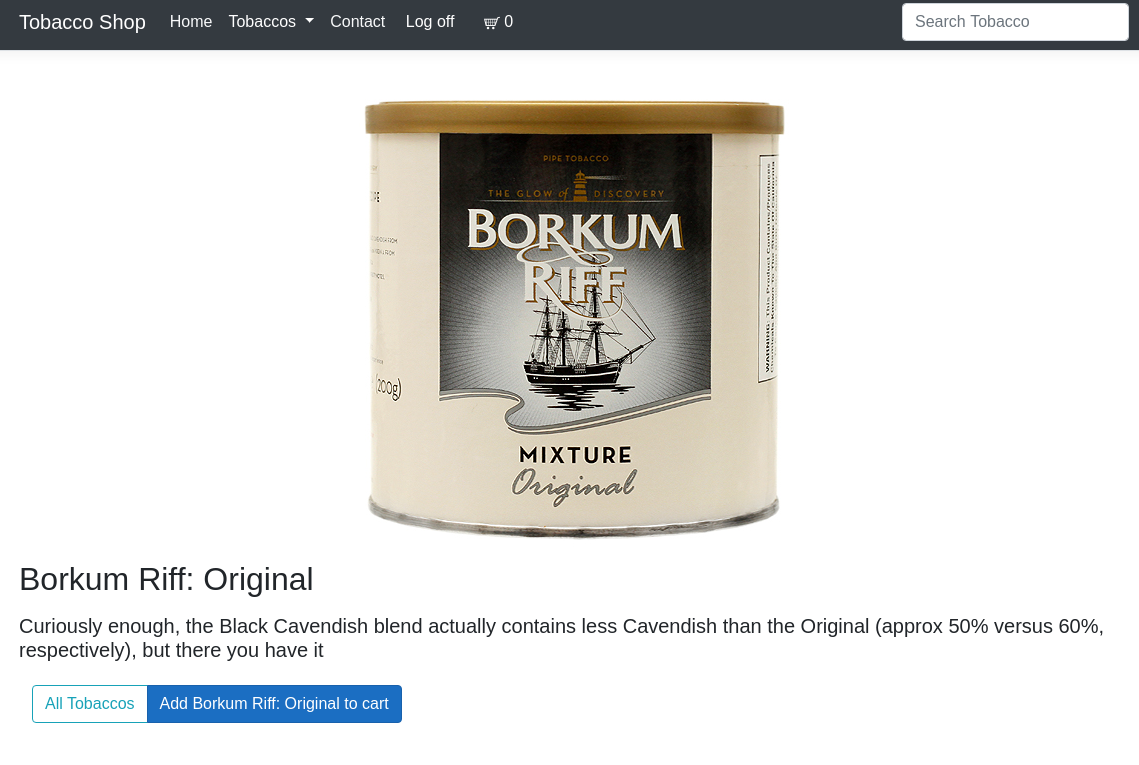 Tobacco Shop Home Tobaccos Contact Log off 0 Search Tobacco
PIPE TOBACCO
THE GLOW of DISCOVERY
BORKUM
RIFF
(200g)
WARNING: This Product Contains/Produces
Chemicals Known To The State Of California
MIXTURE
Original
Borkum Riff: Original
Curiously enough, the Black Cavendish blend actually contains less Cavendish than the Original (approx 50% versus 60%,
respectively), but there you have it
All Tobaccos Add Borkum Riff: Original to cart